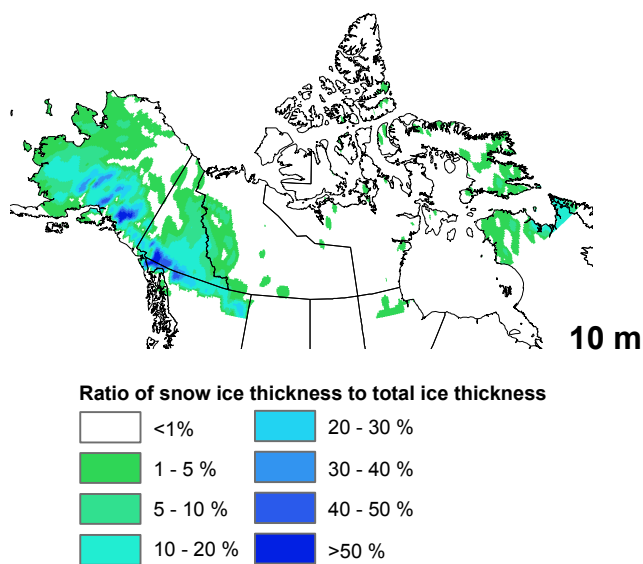 10 m
Ratio of snow ice thickness to total ice thickness
<1%
1 - 5 %
5 - 10 %
10 - 20 %
20 - 30 %
30 - 40 %
40 - 50 %
>50 %